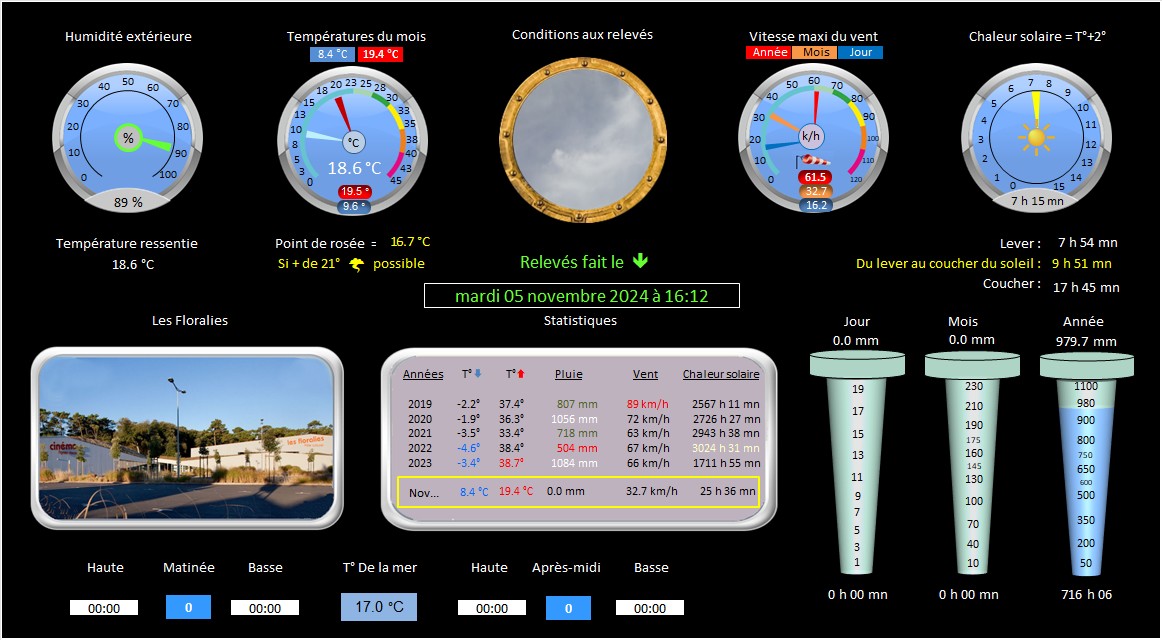 Humidité extérieure
Températures du mois
Conditions aux relevés
Vitesse maxi du vent
Chaleur solaire = T°+2°
8.4 °C 19.4 °C
Année Mois Jour
0 10 20 30 40 50 60 70 80 90 100
%
89 %
0 3 5 8 10 13 15 18 20 23 25 28 30 33 35 38 40 43 45
°C
18.6 °C
19.5 °
9.6 °
0 10 20 30 40 50 60 70 80 90 100 110 120
k/h
61.5
32.7
16.2
0 1 2 3 4 5 6 7 8 9 10 11 12 13 14 15
7 h 15 mn
Température ressentie
18.6 °C
Point de rosée = 16.7 °C
Si + de 21° possible
Relevés fait le
mardi 05 novembre 2024 à 16:12
Lever : 7 h 54 mn
Du lever au coucher du soleil : 9 h 51 mn
Coucher : 17 h 45 mn
Les Floralies
cinéma
les floralies
Statistiques
Années T° T° Pluie Vent Chaleur solaire
2019 -2.2° 37.4° 807 mm 89 km/h 2567 h 11 mn
2020 -1.9° 36.3° 1056 mm 72 km/h 2726 h 27 mn
2021 -3.5° 33.4° 718 mm 63 km/h 2943 h 38 mn
2022 -4.6° 38.4° 504 mm 67 km/h 3024 h 31 mn
2023 -3.4° 38.7° 1084 mm 66 km/h 1711 h 55 mn
Nov... 8.4 °C 19.4 °C 0.0 mm 32.7 km/h 25 h 36 mn
Jour
0.0 mm
19
17
15
13
11
9
7
5
3
1
0 h 00 mn
Mois
0.0 mm
230
210
190
175
160
145
130
100
70
40
10
0 h 00 mn
Année
979.7 mm
1100
980
900
800
750
650
600
500
350
200
50
716 h 06
Haute Matinée Basse
00:00 0 00:00
T° De la mer
17.0 °C
Haute Après-midi Basse
00:00 0 00:00